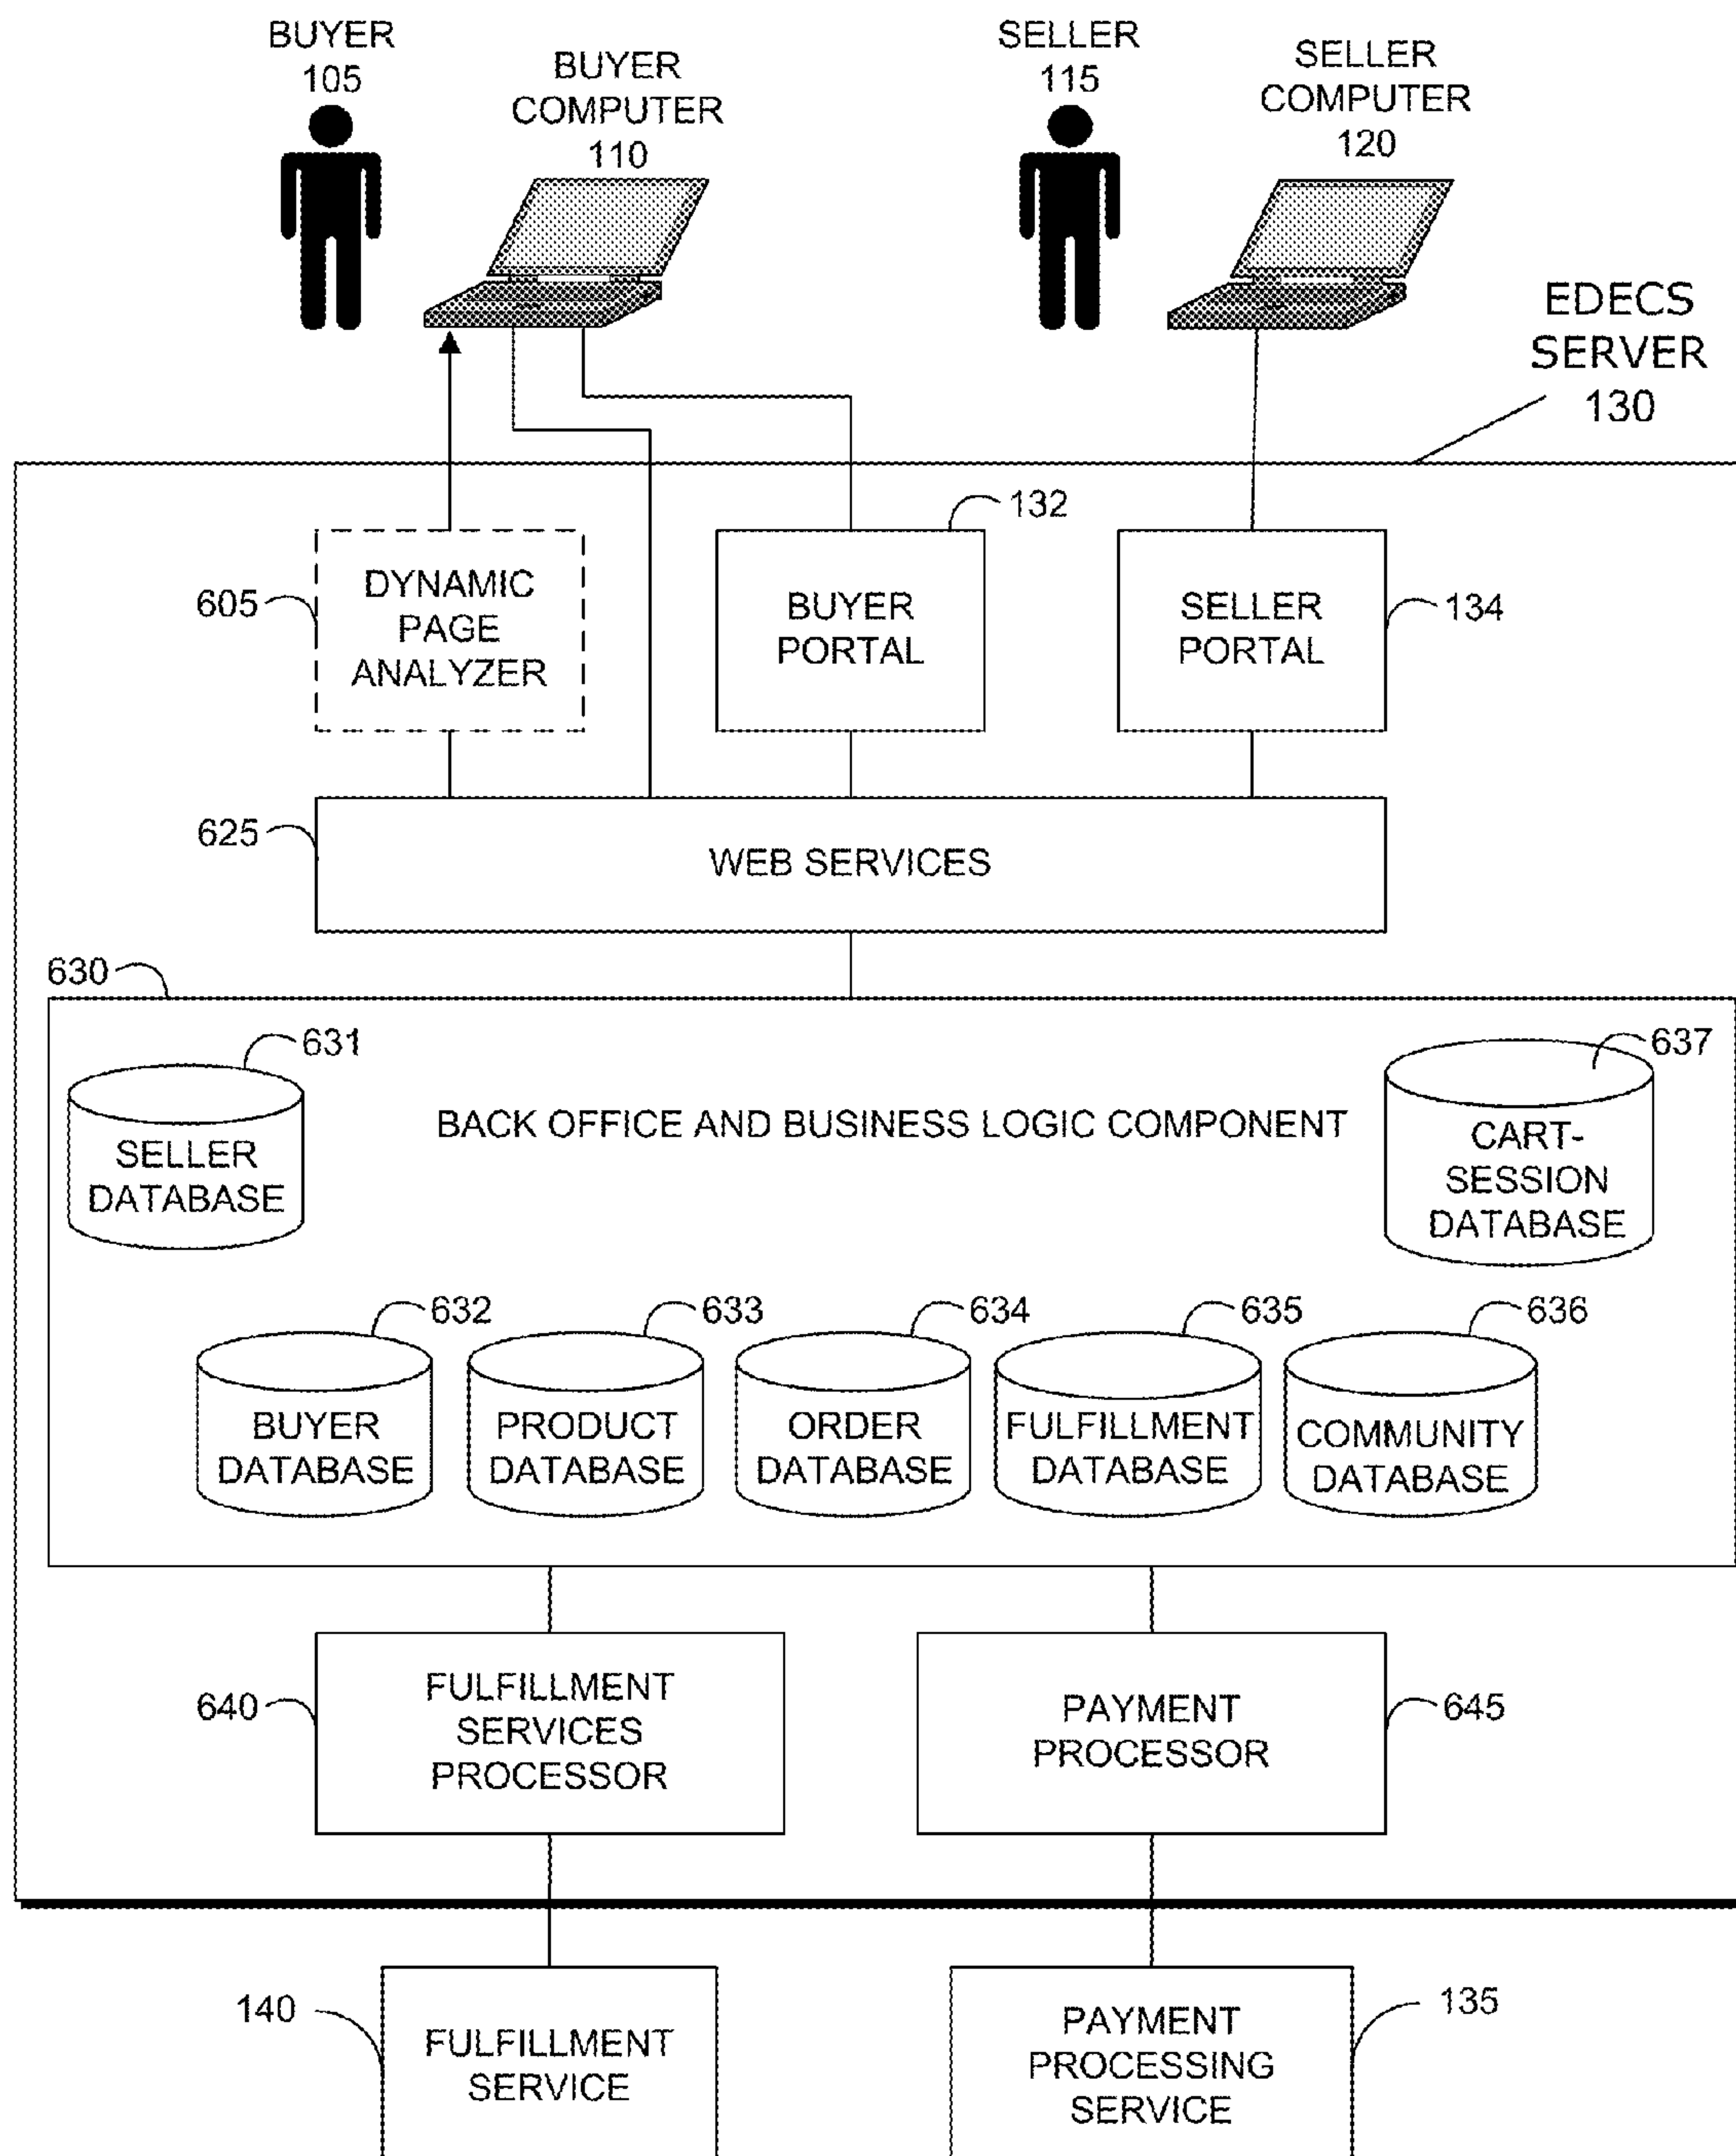 BUYER
105
BUYER
COMPUTER
110
SELLER
115
SELLER
COMPUTER
120
EDECS
SERVER
130
605
DYNAMIC
PAGE
ANALYZER
132
BUYER
PORTAL
134
SELLER
PORTAL
625
WEB SERVICES
630
631
SELLER
DATABASE
BACK OFFICE AND BUSINESS LOGIC COMPONENT
637
CART-
SESSION
DATABASE
632
BUYER
DATABASE
633
PRODUCT
DATABASE
634
ORDER
DATABASE
635
FULFILLMENT
DATABASE
636
COMMUNITY
DATABASE
640
FULFILLMENT
SERVICES
PROCESSOR
645
PAYMENT
PROCESSOR
140
FULFILLMENT
SERVICE
135
PAYMENT
PROCESSING
SERVICE